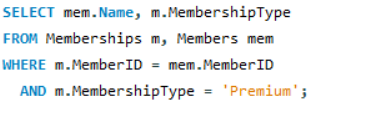 SELECT mem.Name, m.MembershipType
FROM Memberships m, Members mem
WHERE m.MemberID = mem.MemberID
  AND m.MembershipType = 'Premium';